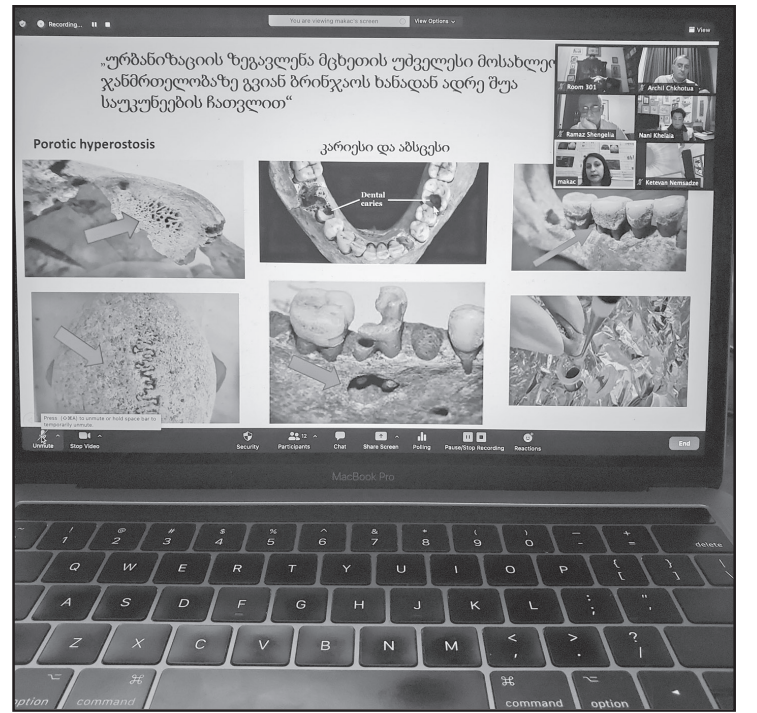 Recording...
You are viewing makac's screen
View Options
View
„ურბანიზაციის ზეგავლენა მცხეთის უძველესი მოსახლეო
ჯანმრთელობაზე გვიან ბრინჯაოს ხანადან ადრე შუა
საუკუნეების ჩათვლით“
Room 301
Archil Chkhotua
Ramaz Shengelia
Nani Khelaia
makac
Ketevan Nemsadze
Porotic hyperostosis
კარიესი და აბსცესი
Dental
caries
to unmute or hold space bar to
temporarily unmute.
Unmute
Stop Video
Security
Participants
12
Chat
Share Screen
Polling
Pause/Stop Recording
Reactions
End
MacBook Pro
~ ! @ # $ % ^ & * ( ) — +
1 2 3 4 5 6 7 8 9 0 - = delete
Q W E R T Y U I O P { [ } ] | \
A S D F G H J K L : ; " '
Z X C V B N M < , > . ? /
option ⌥ command ⌘ ⌘ command ⌥ option